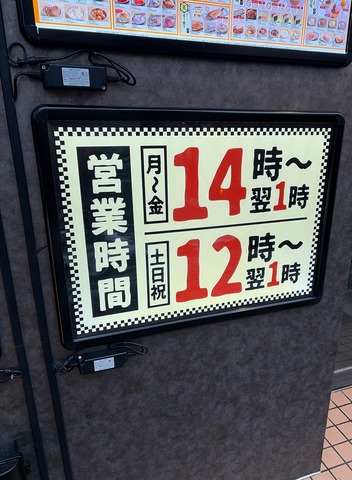 営業時間
月〜金
14時〜
翌1時
土日祝
12時〜
翌1時